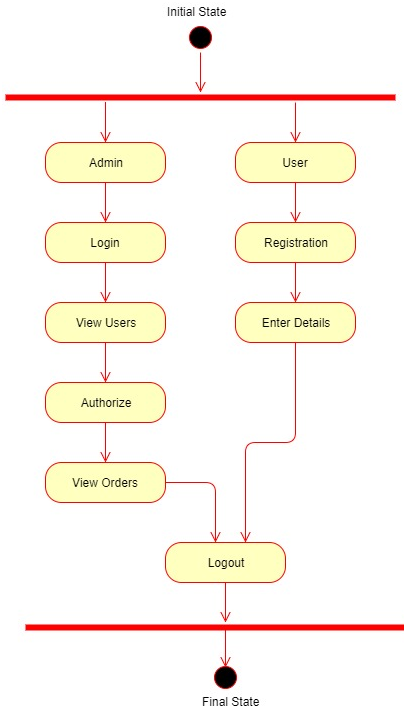 Initial State
Admin
User
Login
Registration
View Users
Enter Details
Authorize
View Orders
Logout
Final State